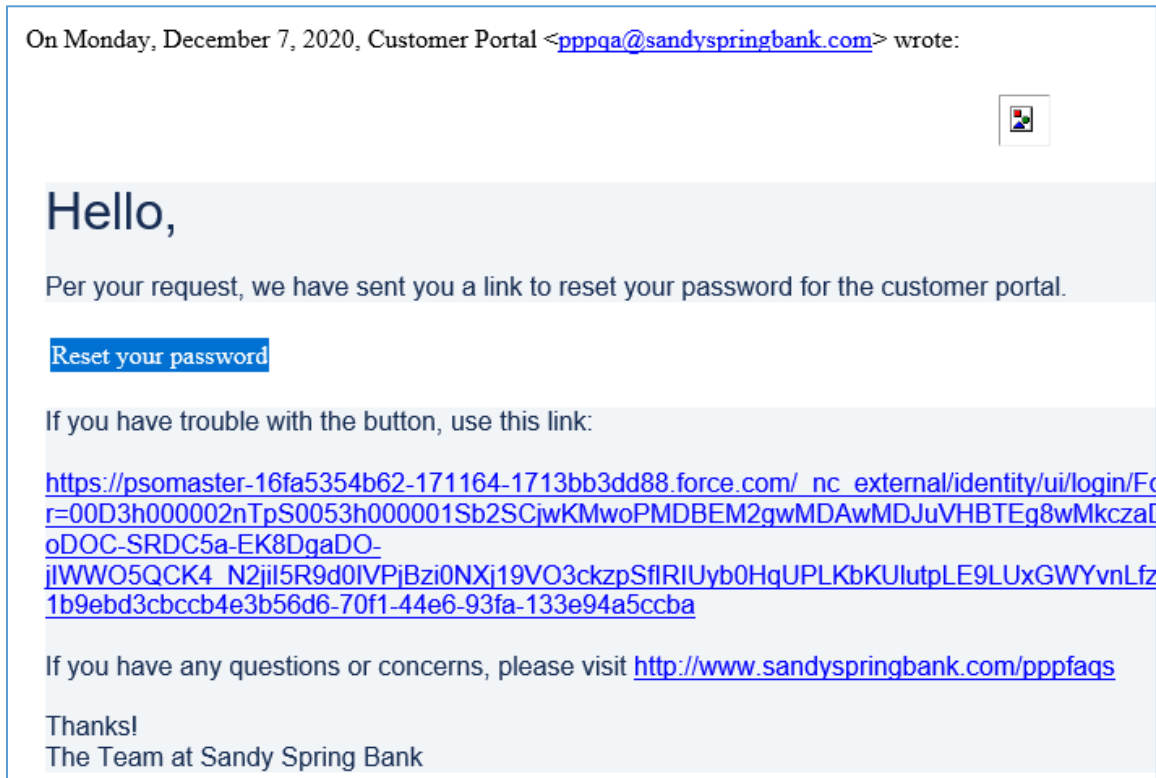 On Monday, December 7, 2020, Customer Portal <pppqa@sandyspringbank.com> wrote:
Hello,
Per your request, we have sent you a link to reset your password for the customer portal.
Reset your password
If you have trouble with the button, use this link:
https://psomaster-16fa5354b62-171164-1713bb3dd88.force.com/_nc_external/identity/ui/login/Fo
r=00D3h000002nTpS0053h000001Sb2SCjwKMwoPMDBEM2gwMDAwMDJuVHBTEg8wMkczaD
oDOC-SRDC5a-EK8DgaDO-
jIWWO5QCK4_N2jiI5R9d0IVPjBzi0NXj19VO3ckzpSfIRIUyb0HqUPLKbKUlutpLE9LUxGWYvnLfz
1b9ebd3cbccb4e3b56d6-70f1-44e6-93fa-133e94a5ccba
If you have any questions or concerns, please visit http://www.sandyspringbank.com/pppfaqs
Thanks!
The Team at Sandy Spring Bank